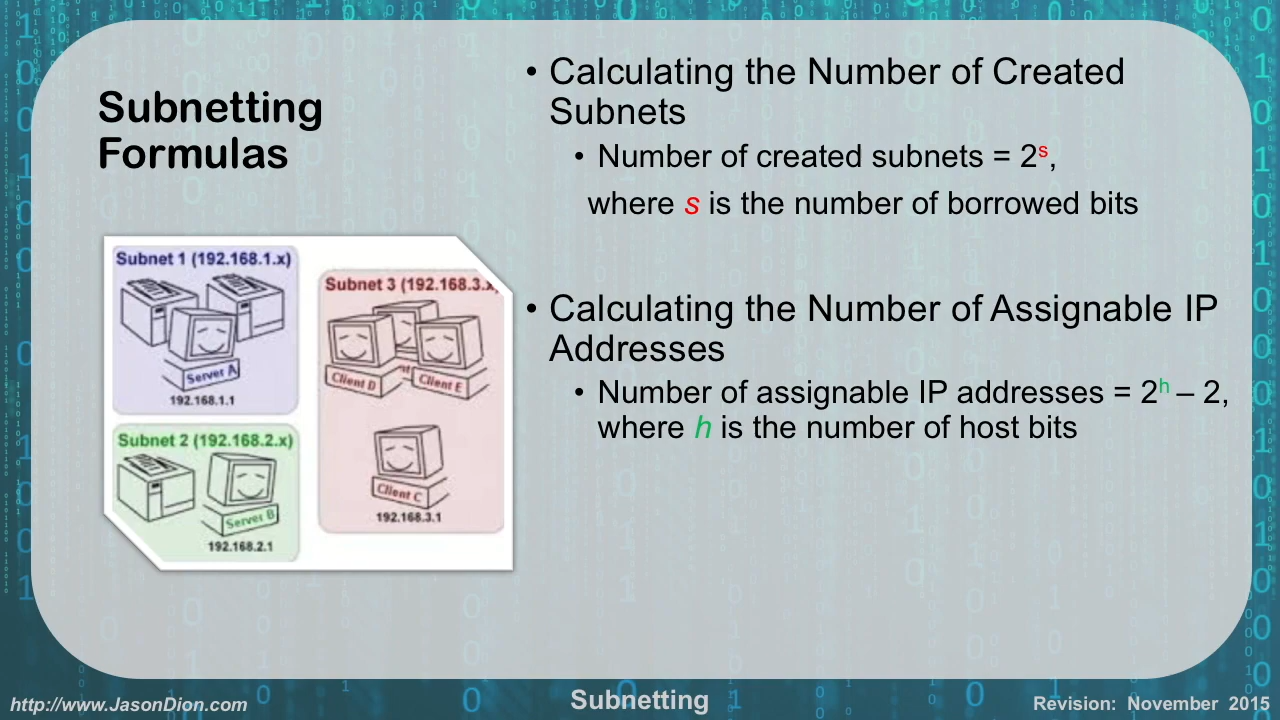 Subnetting
Formulas
Subnet 1 (192.168.1.x)
Server A
192.168.1.1
Subnet 2 (192.168.2.x)
Server B
192.168.2.1
Subnet 3 (192.168.3.x
Client D
Client E
Client C
192.168.3.1
• Calculating the Number of Created
Subnets
• Number of created subnets = 2ˢ,
where s is the number of borrowed bits
• Calculating the Number of Assignable IP
Addresses
• Number of assignable IP addresses = 2ʰ – 2,
where h is the number of host bits
http://www.JasonDion.com
Subnetting
Revision: November 2015